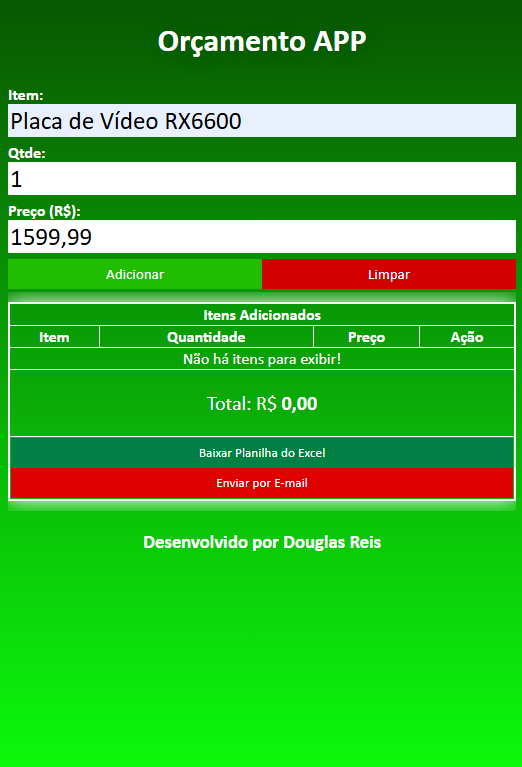 Orçamento APP
Item:
Placa de Vídeo RX6600
Qtde:
1
Preço (R$):
1599,99
Adicionar Limpar
Itens Adicionados
Item Quantidade Preço Ação
Não há itens para exibir!
Total: R$ 0,00
Baixar Planilha do Excel
Enviar por E-mail
Desenvolvido por Douglas Reis